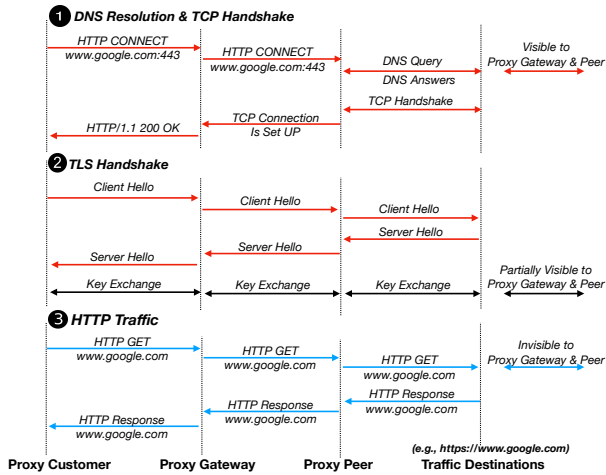 1 DNS Resolution & TCP Handshake
HTTP CONNECT
www.google.com:443
HTTP CONNECT
www.google.com:443
DNS Query
DNS Answers
Visible to
Proxy Gateway & Peer
TCP Handshake
TCP Connection
Is Set UP
HTTP/1.1 200 OK
2 TLS Handshake
Client Hello
Client Hello
Client Hello
Server Hello
Server Hello
Server Hello
Key Exchange
Key Exchange
Key Exchange
Partially Visible to
Proxy Gateway & Peer
3 HTTP Traffic
HTTP GET
www.google.com
HTTP GET
www.google.com
HTTP GET
www.google.com
Invisible to
Proxy Gateway & Peer
HTTP Response
www.google.com
HTTP Response
www.google.com
HTTP Response
www.google.com
(e.g., https://www.google.com)
Proxy Customer
Proxy Gateway
Proxy Peer
Traffic Destinations